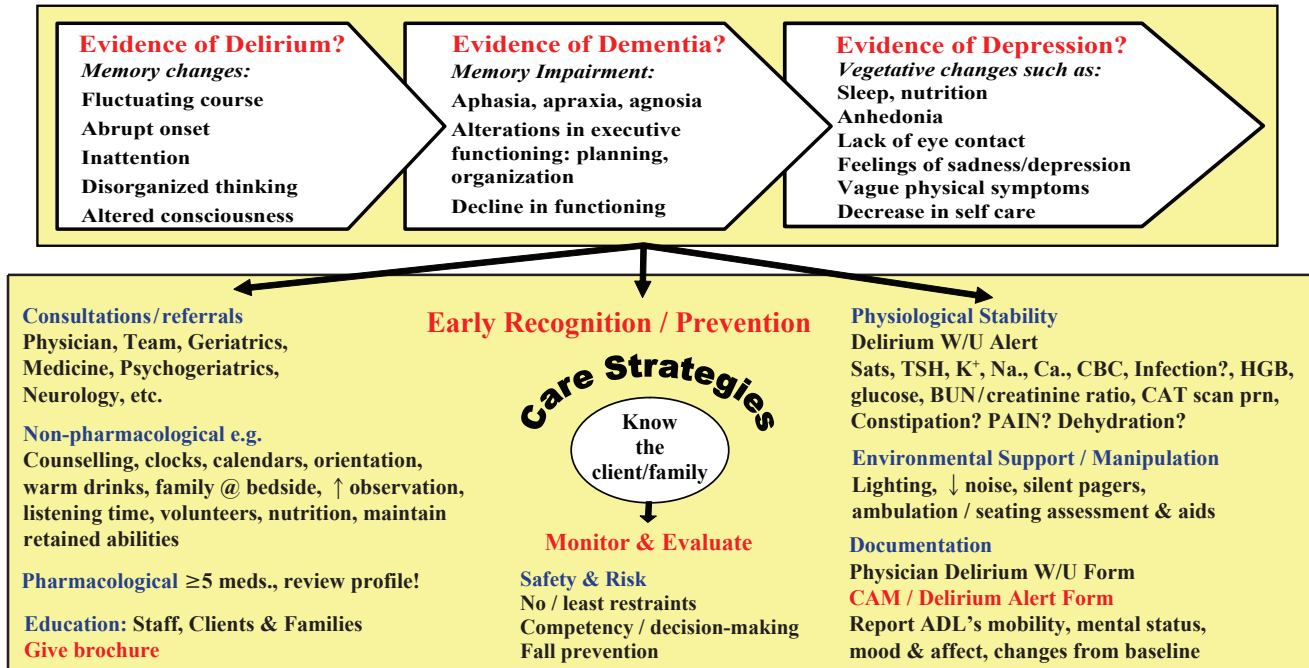 Evidence of Delirium?
Memory changes:
Fluctuating course
Abrupt onset
Inattention
Disorganized thinking
Altered consciousness
Evidence of Dementia?
Memory Impairment:
Aphasia, apraxia, agnosia
Alterations in executive
functioning: planning,
organization
Decline in functioning
Evidence of Depression?
Vegetative changes such as:
Sleep, nutrition
Anhedonia
Lack of eye contact
Feelings of sadness/depression
Vague physical symptoms
Decrease in self care
Consultations/referrals
Physician, Team, Geriatrics,
Medicine, Psychogeriatrics,
Neurology, etc.
Non-pharmacological e.g.
Counselling, clocks, calendars, orientation,
warm drinks, family @ bedside, ↑ observation,
listening time, volunteers, nutrition, maintain
retained abilities
Pharmacological ≥5 meds., review profile!
Education: Staff, Clients & Families
Give brochure
Early Recognition / Prevention
Care Strategies
Know
the
client/family
Monitor & Evaluate
Safety & Risk
No / least restraints
Competency / decision-making
Fall prevention
Physiological Stability
Delirium W/U Alert
Sats, TSH, K⁺, Na., Ca., CBC, Infection?, HGB,
glucose, BUN/creatinine ratio, CAT scan prn,
Constipation? PAIN? Dehydration?
Environmental Support / Manipulation
Lighting, ↓ noise, silent pagers,
ambulation / seating assessment & aids
Documentation
Physician Delirium W/U Form
CAM / Delirium Alert Form
Report ADL's mobility, mental status,
mood & affect, changes from baseline